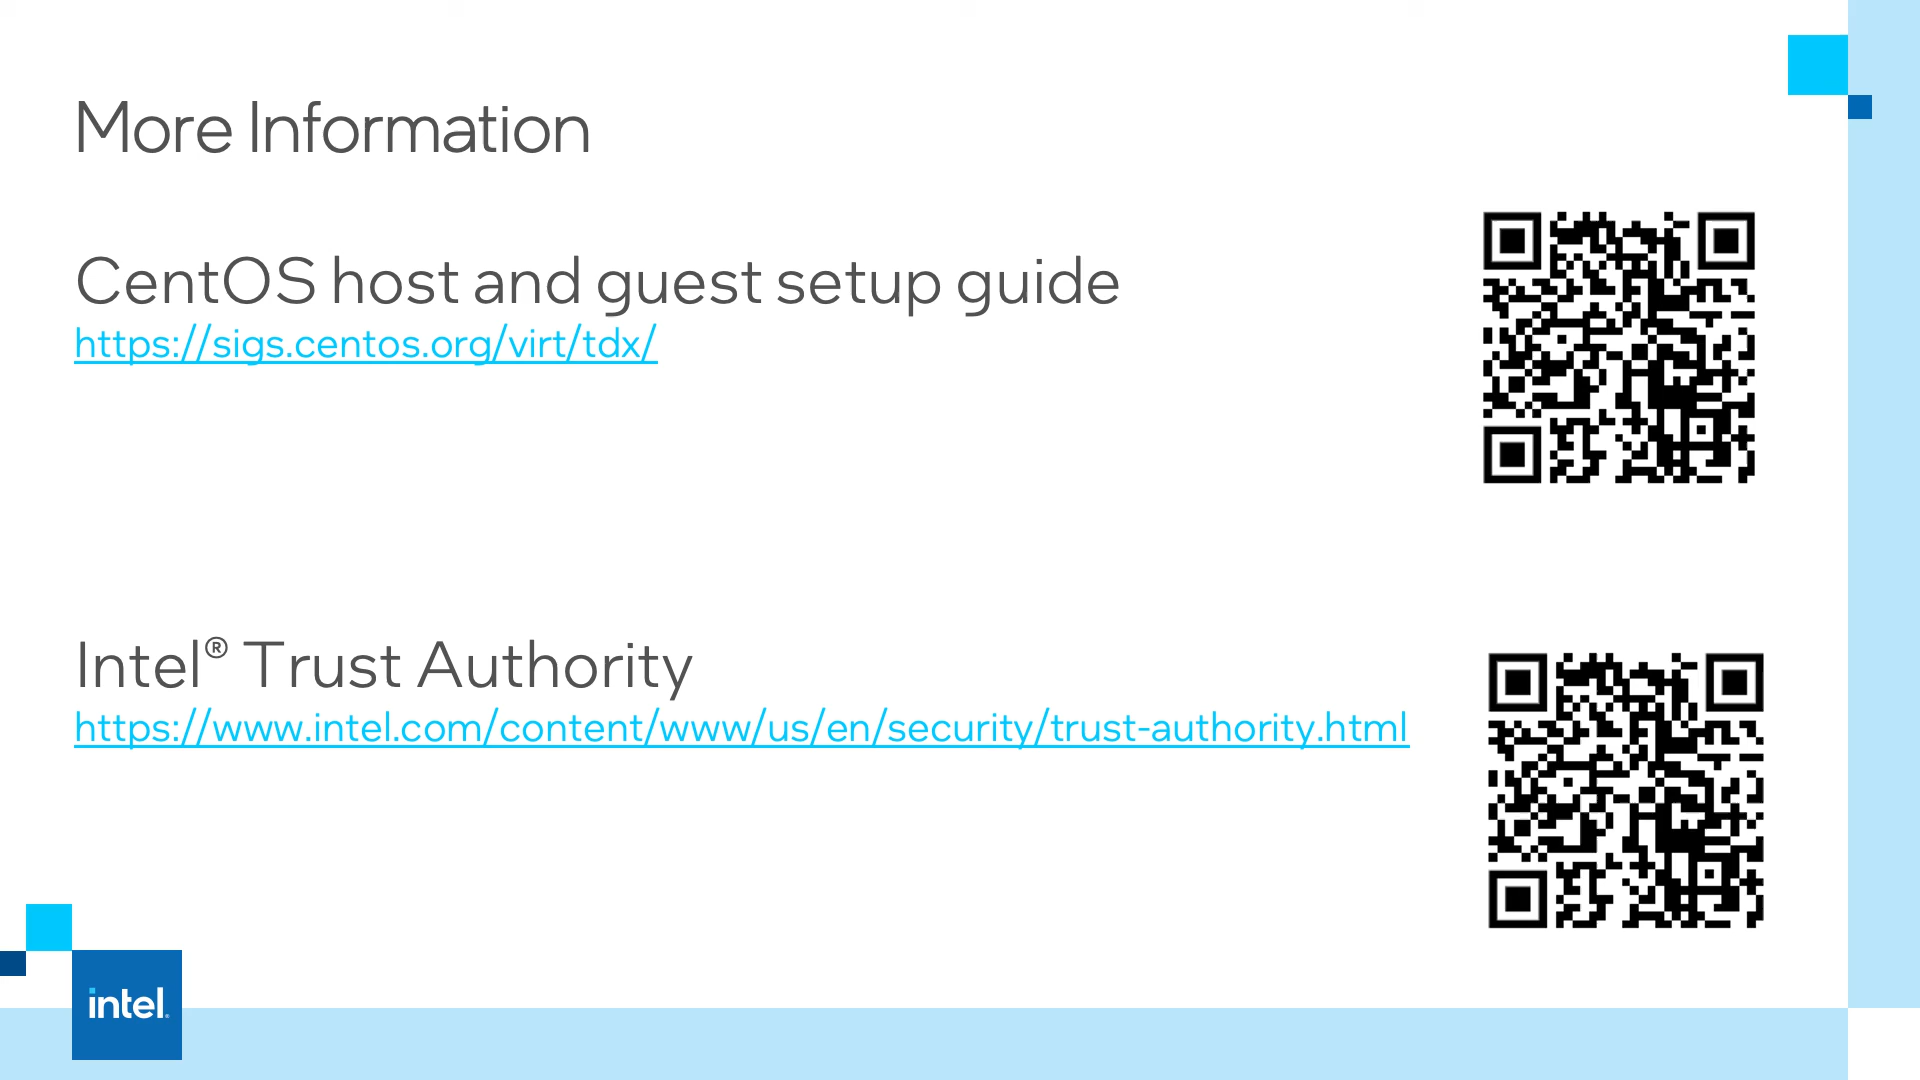 More Information
CentOS host and guest setup guide
https://sigs.centos.org/virt/tdx/
Intel® Trust Authority
https://www.intel.com/content/www/us/en/security/trust-authority.html
intel.